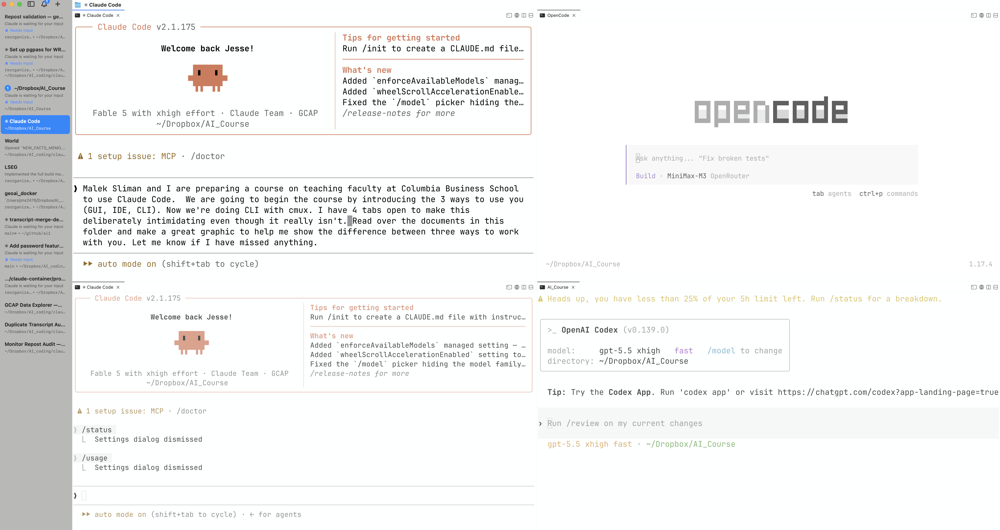 1
Repost validation — ge...
Claude is waiting for your input
Needs input
reorganize… • ~/Dropbox/A…
✳ Set up pgpass for WR...
Claude is waiting for your input
Needs input
reorganize… • ~/Dropbox/A…
~/Dropbox/AI_coding/clau…
1 ~/Dropbox/AI_Course
Claude is waiting for your input
Needs input
~/Dropbox/AI_Course
✳ Claude Code
~/Dropbox/AI_Course
World
Opened `NEW_FACTS_MEMO....
~/Dropbox/AI_coding/clau…
LSEG
Implemented the full build ma...
reorganize… • ~/Dropbox/A…
geoai_docker
`/Users/jms2476/Dropbox/AI_...
reorganize… • ~/Dropbox/A…
✳ transcript-merge-de...
Claude is waiting for your input
main* • ~/github/ai1
✳ Add password featur...
Claude is waiting for your input
Needs input
main • ~/Dropbox/AI_codin…
.../claude-container/pro...
Claude is waiting for your input
reorganize… • ~/Dropbox/A…
GCAP Data Explorer —...
~/Dropbox/AI_coding/clau…
Duplicate Transcript Au...
~/Dropbox/AI_coding/clau…
Monitor Repost Audit —...
~/Dropbox/AI_coding/clau…
✳ Claude Code
✳ Claude Code ×
Claude Code v2.1.175
Welcome back Jesse!
Fable 5 with xhigh effort · Claude Team · GCAP
~/Dropbox/AI_Course
Tips for getting started
Run /init to create a CLAUDE.md file…
What's new
Added `enforceAvailableModels` manag…
Added `wheelScrollAccelerationEnable…
Fixed the `/model` picker hiding the…
/release-notes for more
⚠ 1 setup issue: MCP · /doctor
❯ Malek Sliman and I are preparing a course on teaching faculty at Columbia Business School
to use Claude Code.  We are going to begin the course by introducing the 3 ways to use you
(GUI, IDE, CLI). Now we're doing CLI with cmux. I have 4 tabs open to make this
deliberately intimidating even though it really isn't. Read over the documents in this
folder and make a great graphic to help me show the difference between three ways to work
with you. Let me know if I have missed anything.
⏵⏵ auto mode on (shift+tab to cycle)
OpenCode ×
opencode
Ask anything... "Fix broken tests"
Build · MiniMax-M3 OpenRouter
tab agents  ctrl+p commands
~/Dropbox/AI_Course
1.17.4
✳ Claude Code ×
Claude Code v2.1.175
Welcome back Jesse!
Fable 5 with xhigh effort · Claude Team · GCAP
~/Dropbox/AI_Course
Tips for getting started
Run /init to create a CLAUDE.md file with instruc…
What's new
Added `enforceAvailableModels` managed setting — …
Added `wheelScrollAccelerationEnabled` setting to…
Fixed the `/model` picker hiding the model family…
/release-notes for more
⚠ 1 setup issue: MCP · /doctor
❯ /status
⎿  Settings dialog dismissed
❯ /usage
⎿  Settings dialog dismissed
❯
⏵⏵ auto mode on (shift+tab to cycle) · ← for agents
AI_Course ×
⚠ Heads up, you have less than 25% of your 5h limit left. Run /status for a breakdown.
>_ OpenAI Codex (v0.139.0)
model:     gpt-5.5 xhigh   fast   /model to change
directory: ~/Dropbox/AI_Course
Tip: Try the Codex App. Run 'codex app' or visit https://chatgpt.com/codex?app-landing-page=true
› Run /review on my current changes
gpt-5.5 xhigh fast · ~/Dropbox/AI_Course